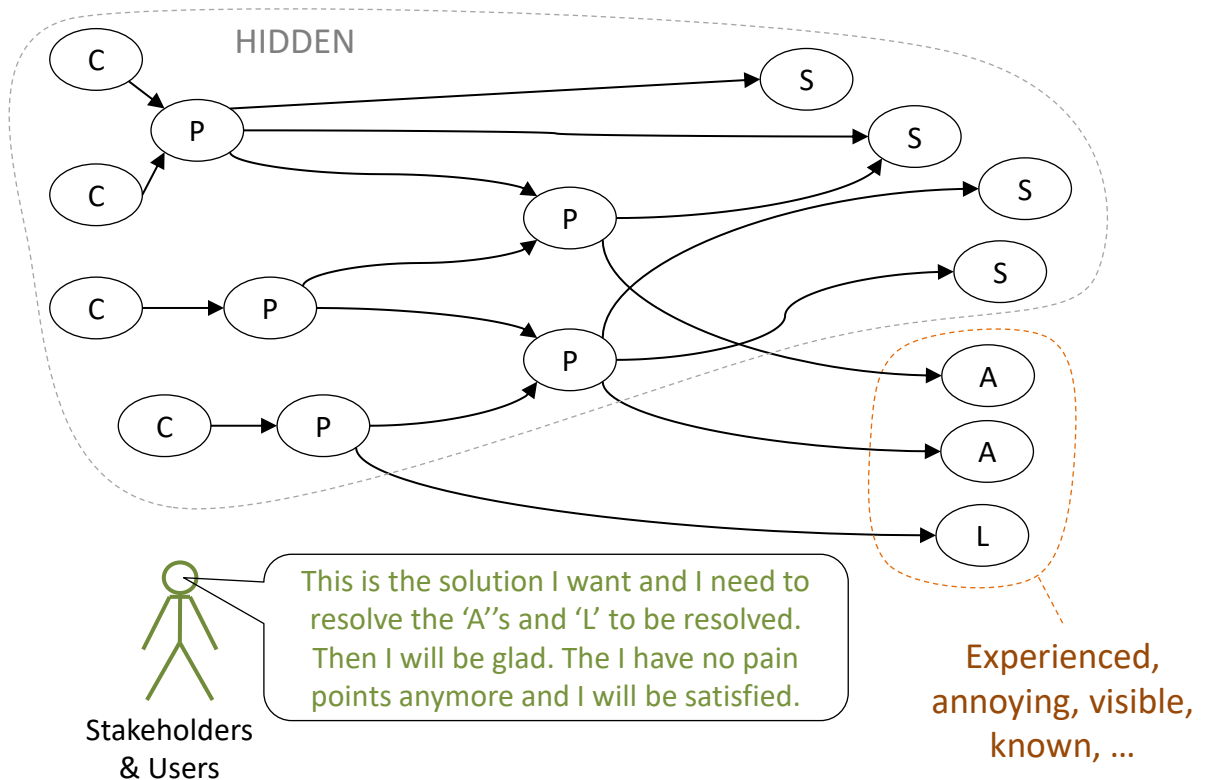 HIDDEN
C
S
P
S
C
S
P
S
C
P
P
A
C
P
A
L
This is the solution I want and I need to
resolve the ‘A’’s and ‘L’ to be resolved.
Then I will be glad. The I have no pain
points anymore and I will be satisfied.
Stakeholders
& Users
Experienced,
annoying, visible,
known, …